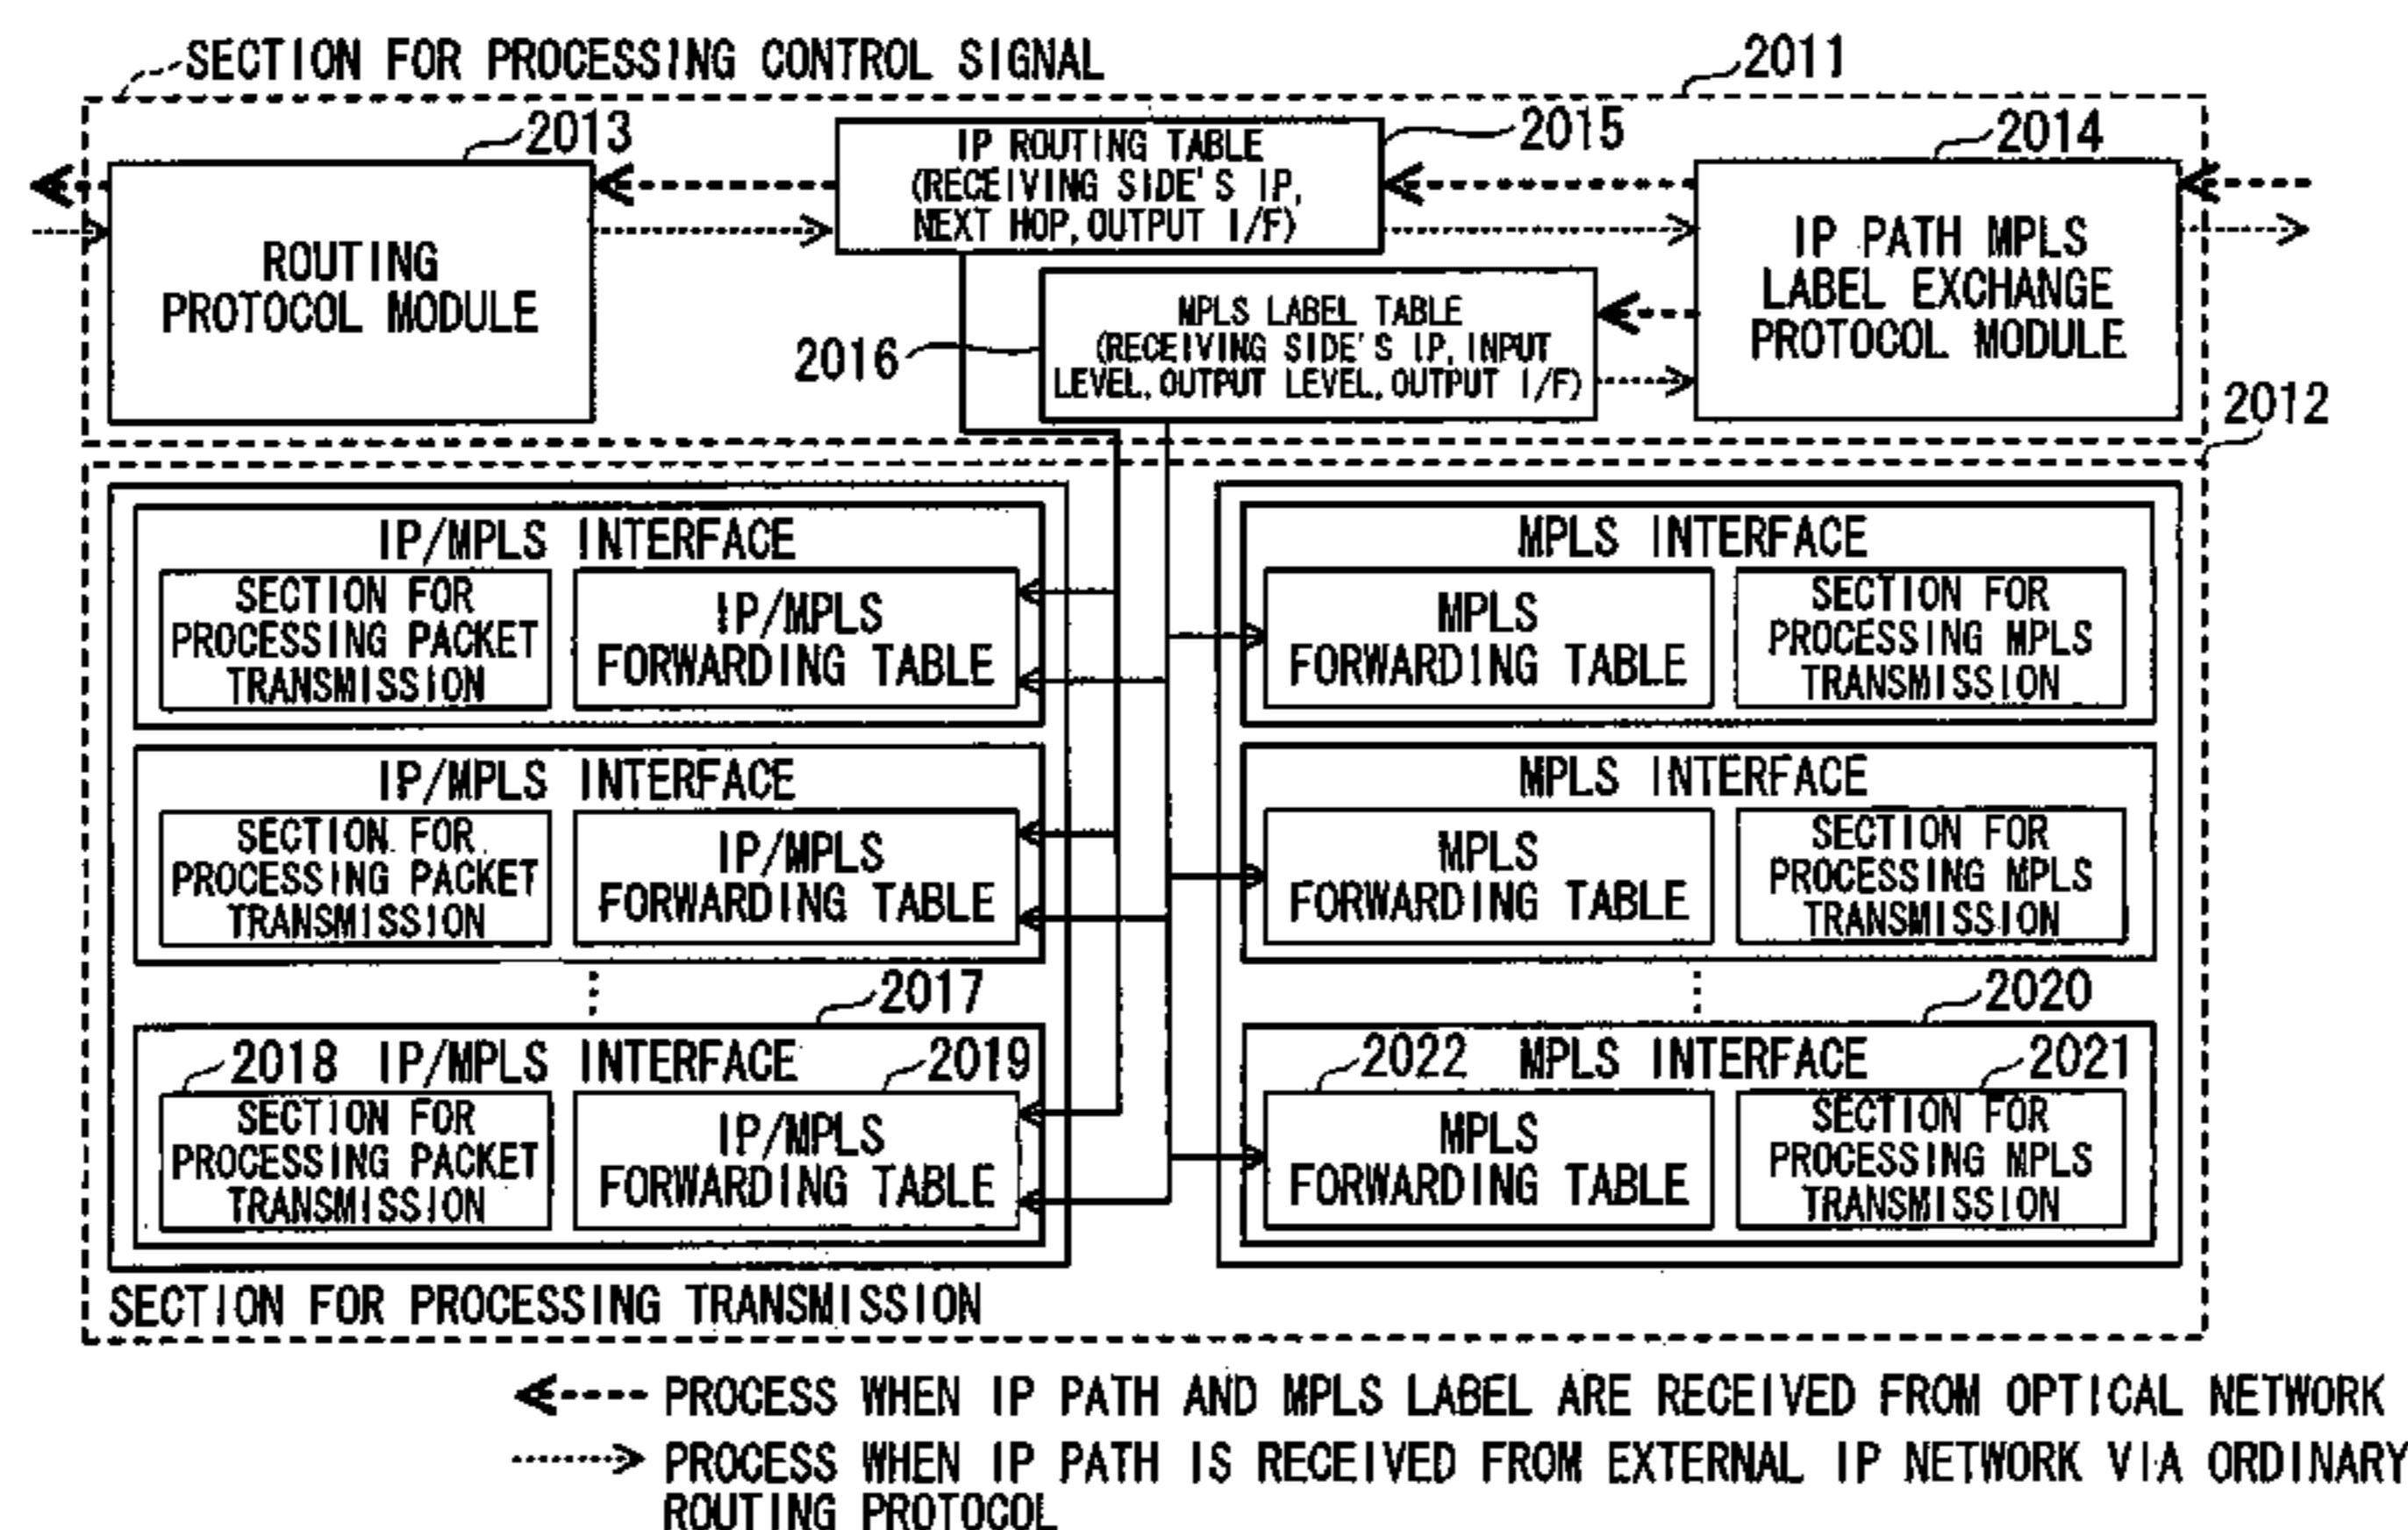 SECTION FOR PROCESSING CONTROL SIGNAL
2011
2013
2015
2014
IP ROUTING TABLE
(RECEIVING SIDE'S IP,
NEXT HOP, OUTPUT I/F)
ROUTING
PROTOCOL MODULE
IP PATH MPLS
LABEL EXCHANGE
PROTOCOL MODULE
2016
MPLS LABEL TABLE
(RECEIVING SIDE'S IP, INPUT
LEVEL, OUTPUT LEVEL, OUTPUT I/F)
2012
IP/MPLS INTERFACE
SECTION FOR
PROCESSING PACKET
TRANSMISSION
IP/MPLS
FORWARDING TABLE
MPLS INTERFACE
MPLS
FORWARDING TABLE
SECTION FOR
PROCESSING MPLS
TRANSMISSION
IP/MPLS INTERFACE
SECTION FOR
PROCESSING PACKET
TRANSMISSION
IP/MPLS
FORWARDING TABLE
MPLS INTERFACE
MPLS
FORWARDING TABLE
SECTION FOR
PROCESSING MPLS
TRANSMISSION
2017
2020
2018 IP/MPLS INTERFACE 2019
SECTION FOR
PROCESSING PACKET
TRANSMISSION
IP/MPLS
FORWARDING TABLE
2022 MPLS INTERFACE 2021
MPLS
FORWARDING TABLE
SECTION FOR
PROCESSING MPLS
TRANSMISSION
SECTION FOR PROCESSING TRANSMISSION
PROCESS WHEN IP PATH AND MPLS LABEL ARE RECEIVED FROM OPTICAL NETWORK
PROCESS WHEN IP PATH IS RECEIVED FROM EXTERNAL IP NETWORK VIA ORDINARY
ROUTING PROTOCOL